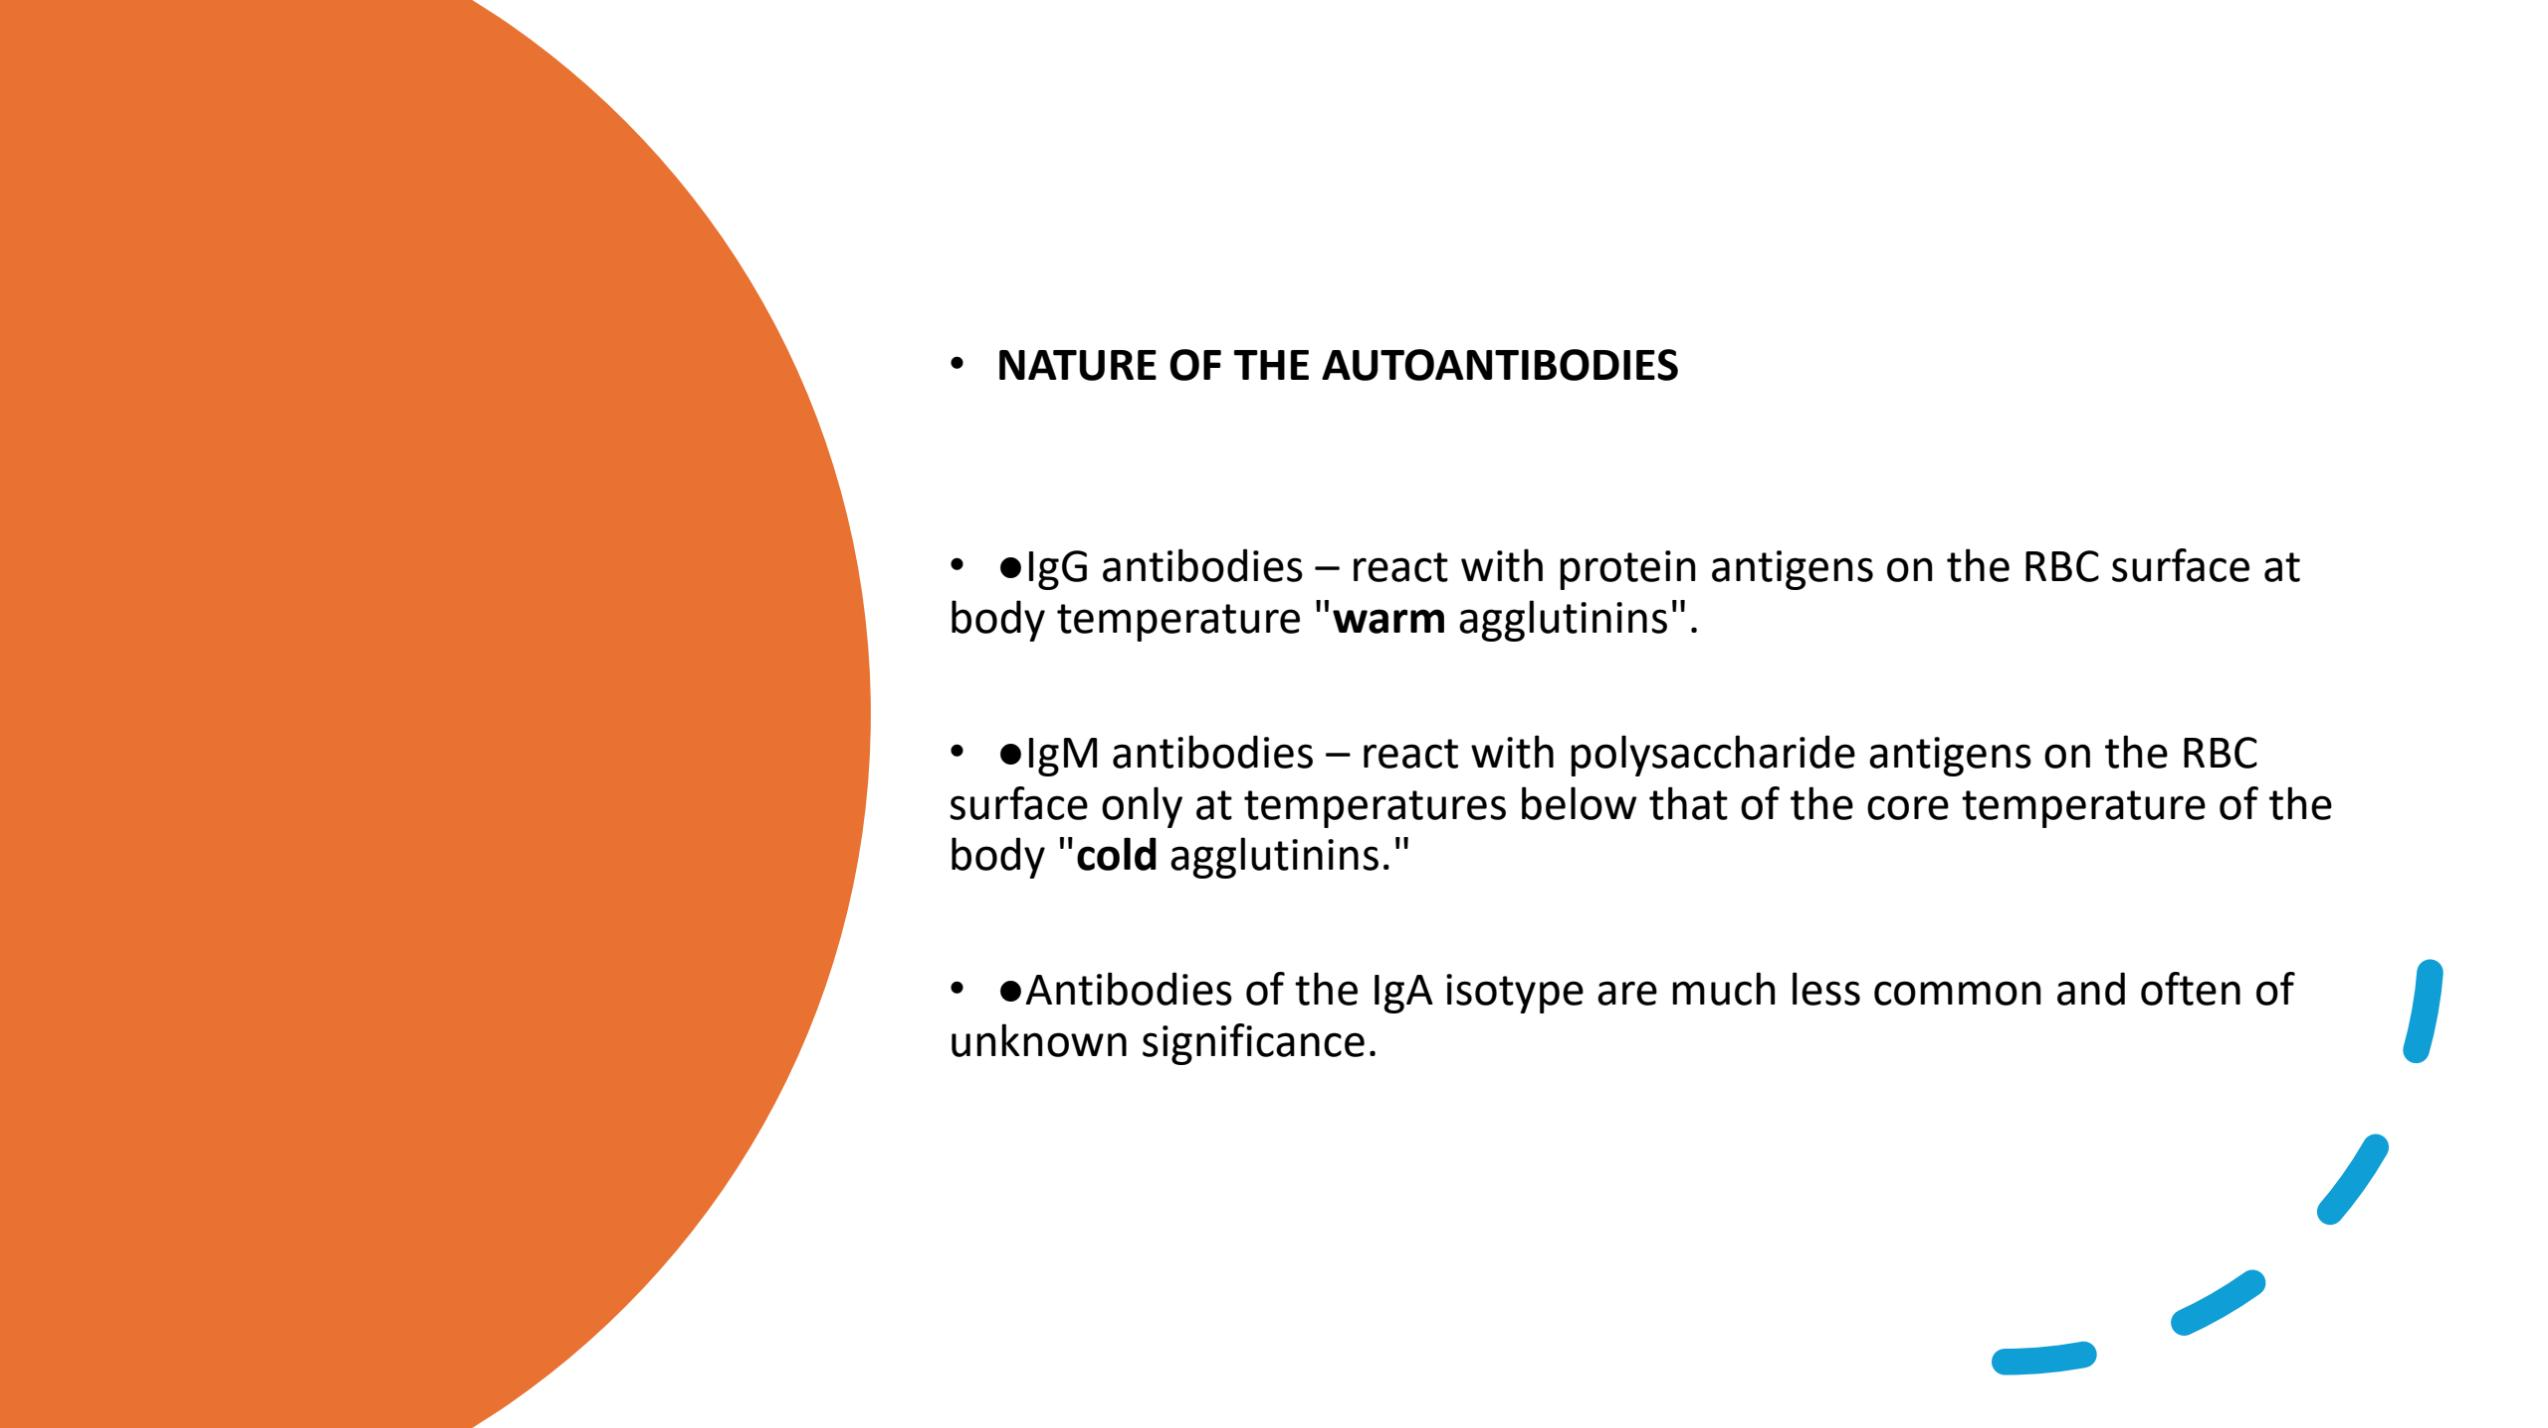 • NATURE OF THE AUTOANTIBODIES
• ●IgG antibodies – react with protein antigens on the RBC surface at
body temperature "warm agglutinins".
• ●IgM antibodies – react with polysaccharide antigens on the RBC
surface only at temperatures below that of the core temperature of the
body "cold agglutinins."
• ●Antibodies of the IgA isotype are much less common and often of
unknown significance.